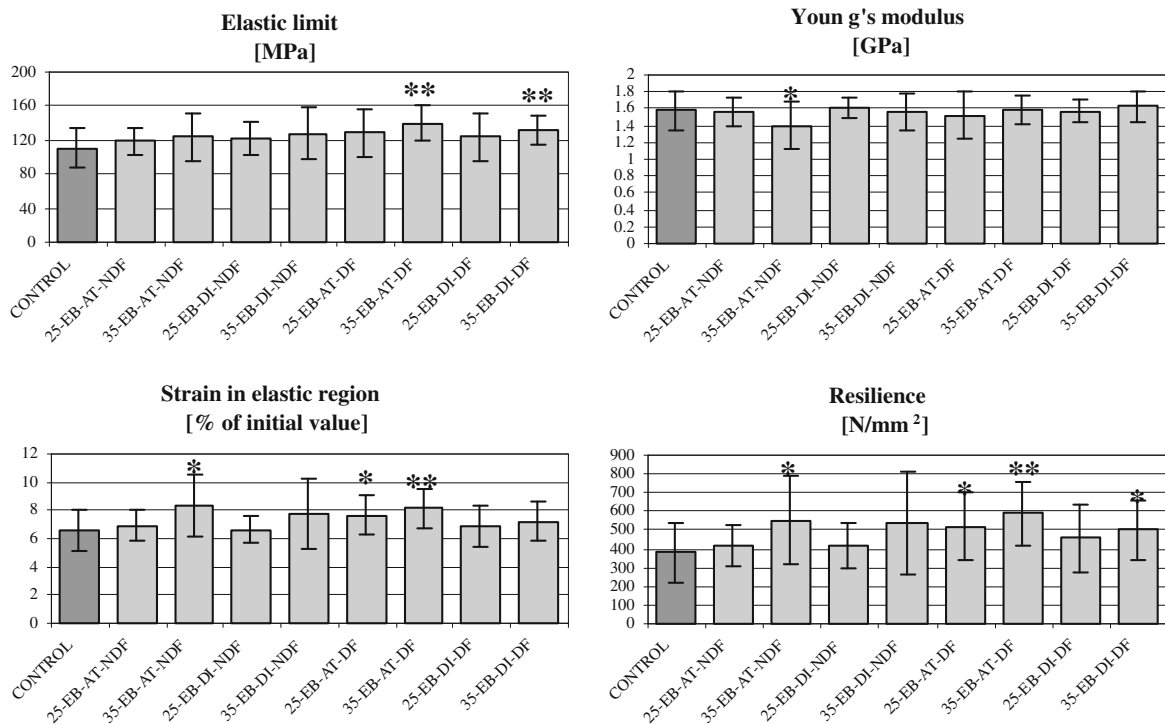 Elastic limit
[MPa]
200
160
120
80
40
0
** **
CONTROL
25-EB-AT-NDF
35-EB-AT-NDF
25-EB-DI-NDF
35-EB-DI-NDF
25-EB-AT-DF
35-EB-AT-DF
25-EB-DI-DF
35-EB-DI-DF
Youn g's modulus
[GPa]
2
1.8
1.6
1.4
1.2
1
0.8
0.6
0.4
0.2
0
*
CONTROL
25-EB-AT-NDF
35-EB-AT-NDF
25-EB-DI-NDF
35-EB-DI-NDF
25-EB-AT-DF
35-EB-AT-DF
25-EB-DI-DF
35-EB-DI-DF
Strain in elastic region
[% of initial value]
12
10
8
6
4
2
0
* * **
CONTROL
25-EB-AT-NDF
35-EB-AT-NDF
25-EB-DI-NDF
35-EB-DI-NDF
25-EB-AT-DF
35-EB-AT-DF
25-EB-DI-DF
35-EB-DI-DF
Resilience
[N/mm ²]
900
800
700
600
500
400
300
200
100
0
* * ** *
CONTROL
25-EB-AT-NDF
35-EB-AT-NDF
25-EB-DI-NDF
35-EB-DI-NDF
25-EB-AT-DF
35-EB-AT-DF
25-EB-DI-DF
35-EB-DI-DF